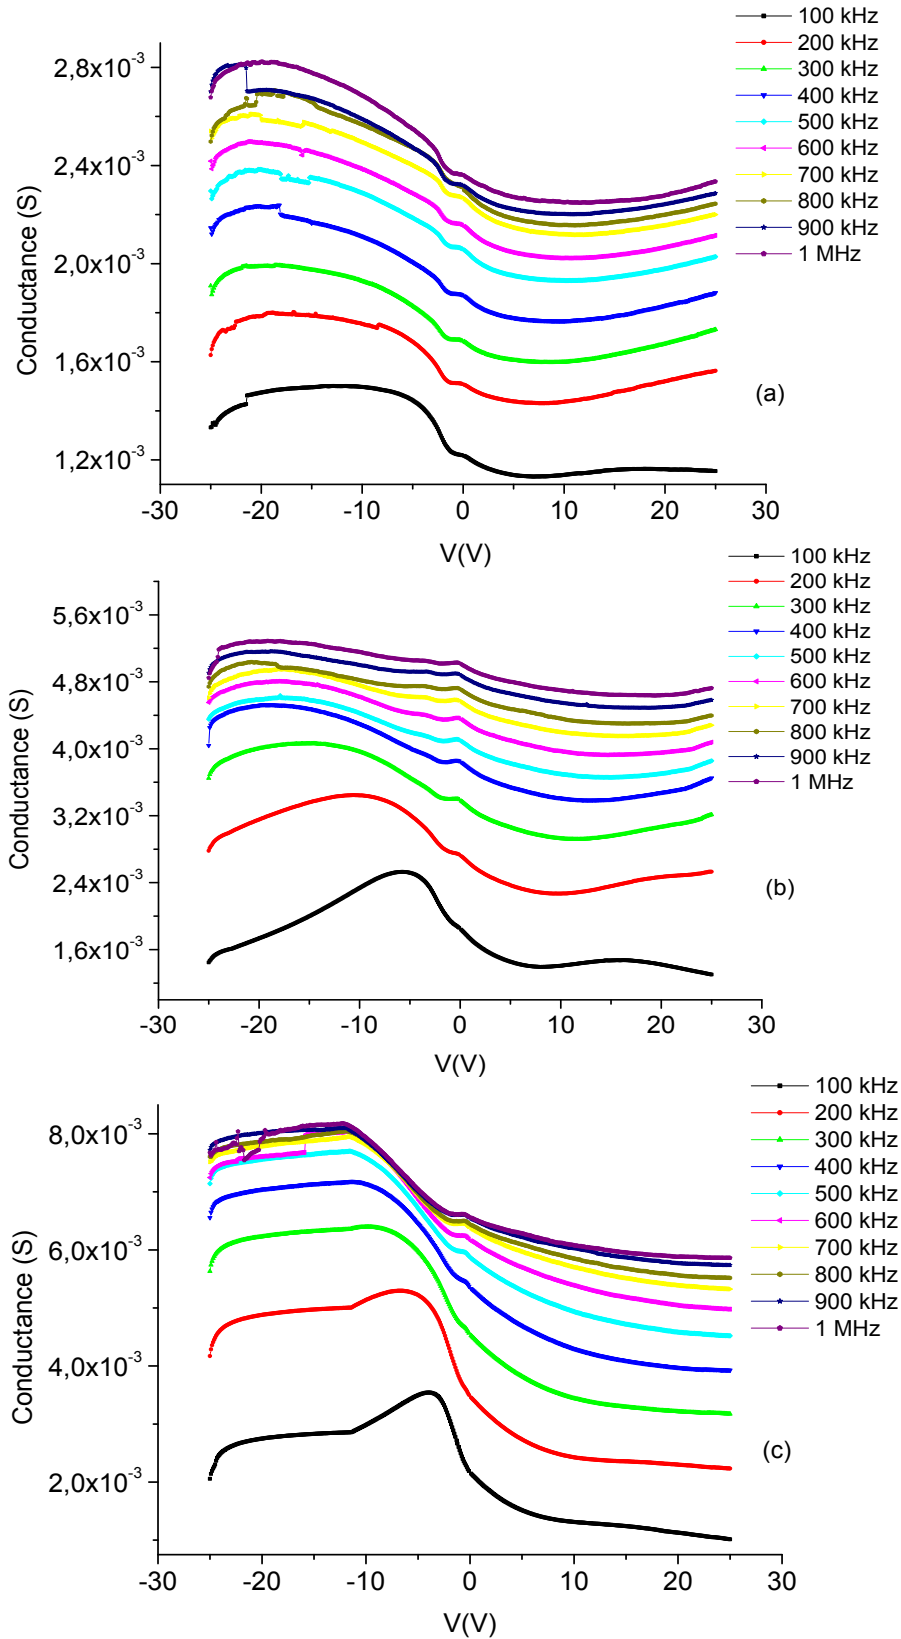 100 kHz
200 kHz
300 kHz
400 kHz
500 kHz
600 kHz
700 kHz
800 kHz
900 kHz
1 MHz
Conductance (S)
2,8x10⁻³
2,4x10⁻³
2,0x10⁻³
1,6x10⁻³
1,2x10⁻³
(a)
-30 -20 -10 0 10 20 30
V(V)
100 kHz
200 kHz
300 kHz
400 kHz
500 kHz
600 kHz
700 kHz
800 kHz
900 kHz
1 MHz
Conductance (S)
5,6x10⁻³
4,8x10⁻³
4,0x10⁻³
3,2x10⁻³
2,4x10⁻³
1,6x10⁻³
(b)
-30 -20 -10 0 10 20 30
V(V)
100 kHz
200 kHz
300 kHz
400 kHz
500 kHz
600 kHz
700 kHz
800 kHz
900 kHz
1 MHz
Conductance (S)
8,0x10⁻³
6,0x10⁻³
4,0x10⁻³
2,0x10⁻³
(c)
-30 -20 -10 0 10 20 30
V(V)